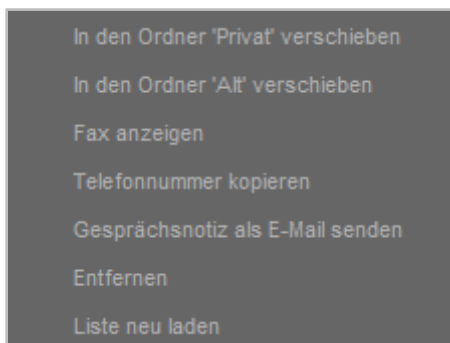 In den Ordner 'Privat' verschieben
In den Ordner 'Alt' verschieben
Fax anzeigen
Telefonnummer kopieren
Gesprächsnotiz als E-Mail senden
Entfernen
Liste neu laden